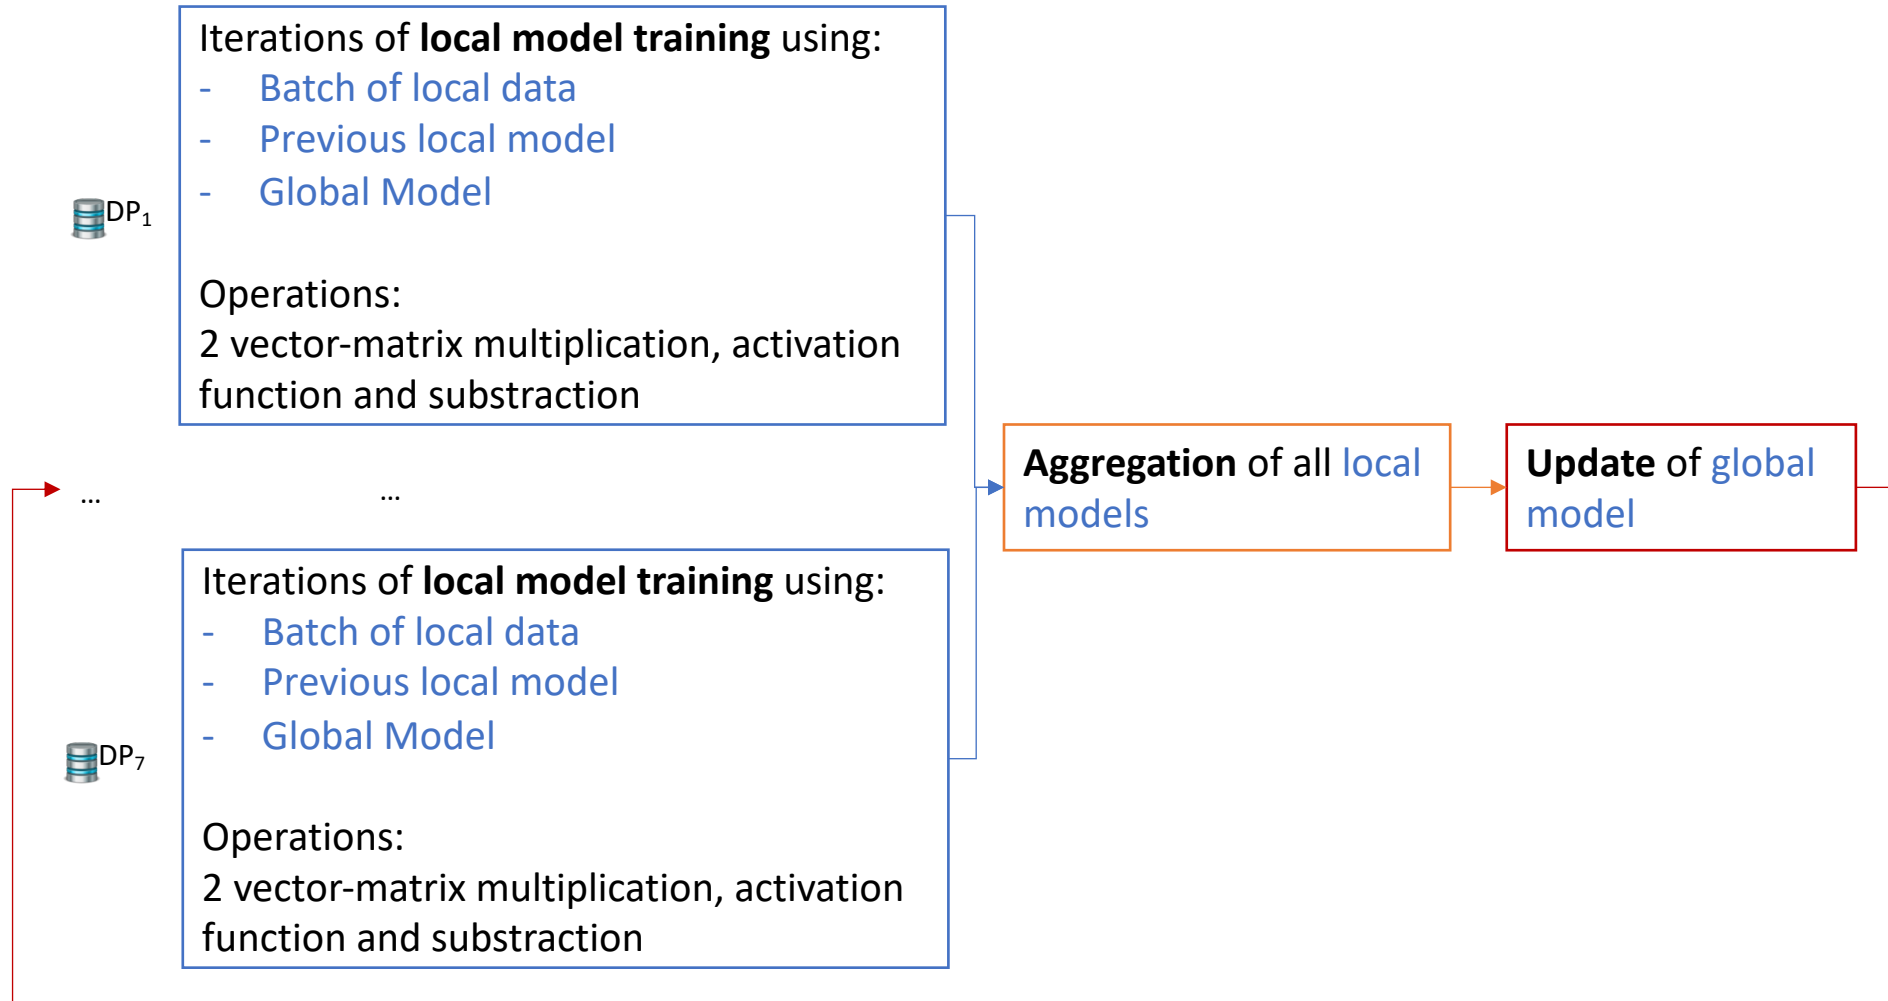 Iterations of local model training using:
- Batch of local data
- Previous local model
- Global Model
DP1
Operations:
2 vector-matrix multiplication, activation
function and substraction
Aggregation of all local
models
Update of global
model
... ...
Iterations of local model training using:
- Batch of local data
- Previous local model
- Global Model
DP7
Operations:
2 vector-matrix multiplication, activation
function and substraction